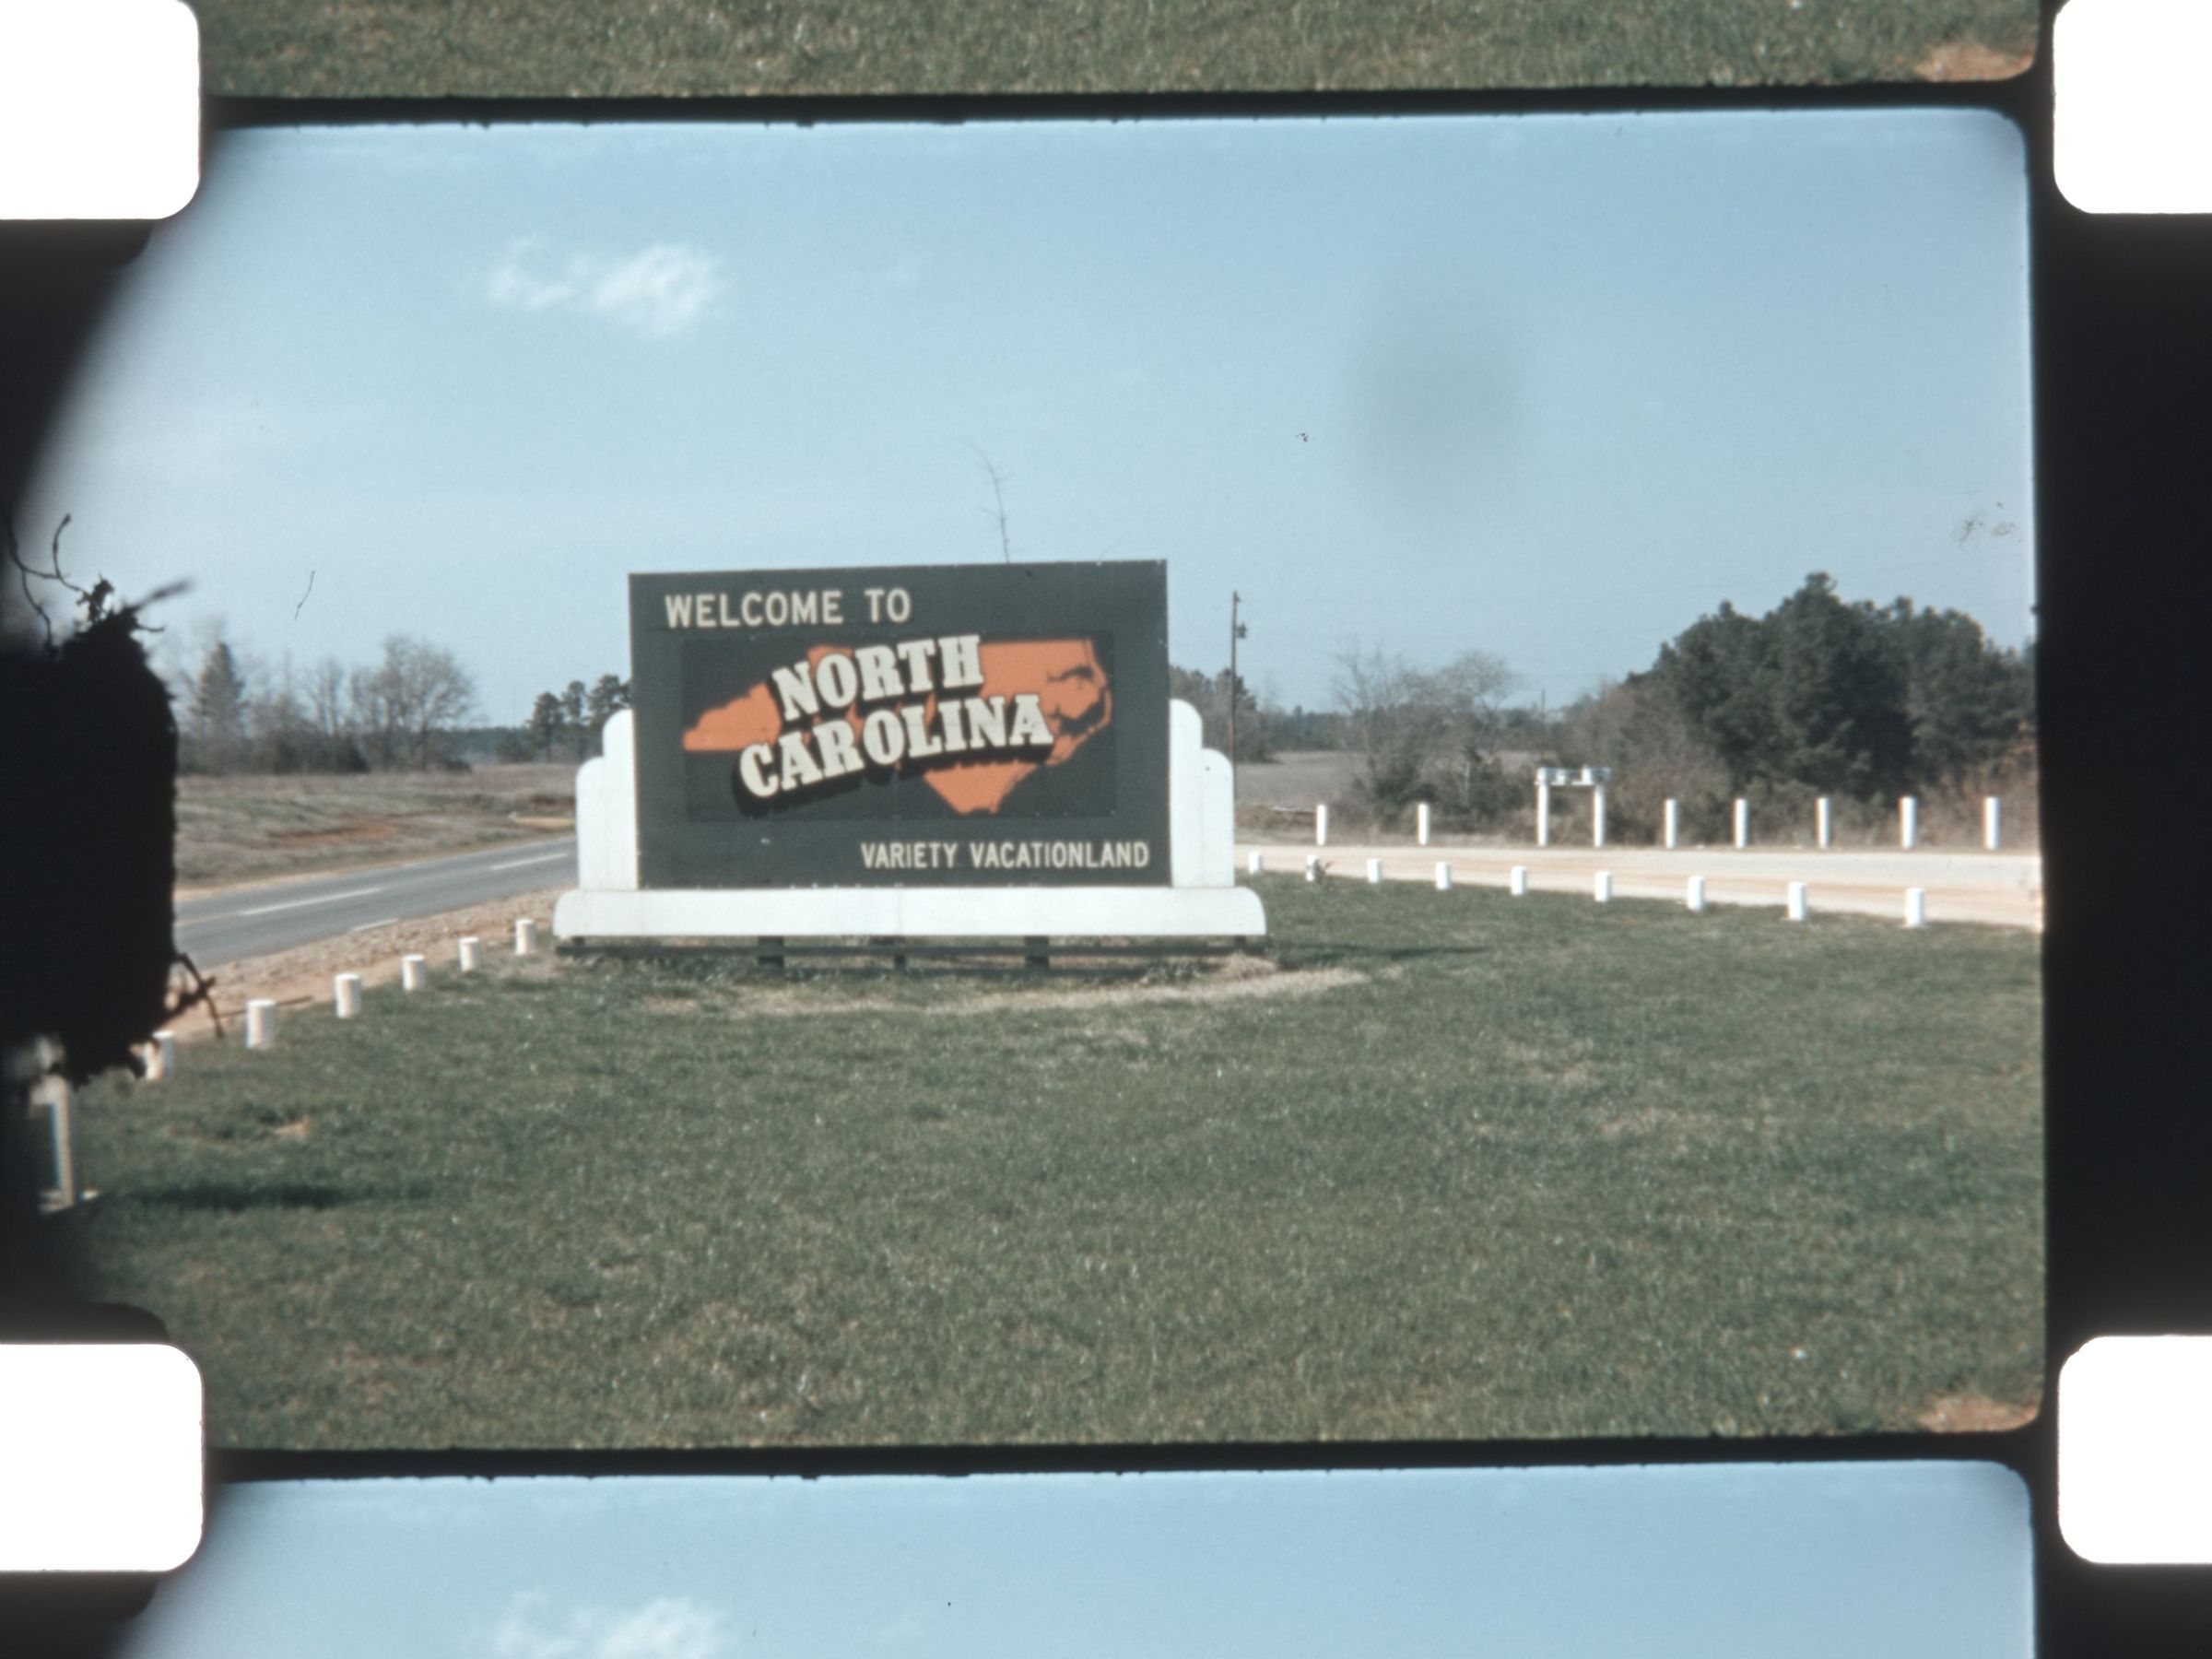 WELCOME TO
NORTH
CAROLINA
VARIETY VACATIONLAND